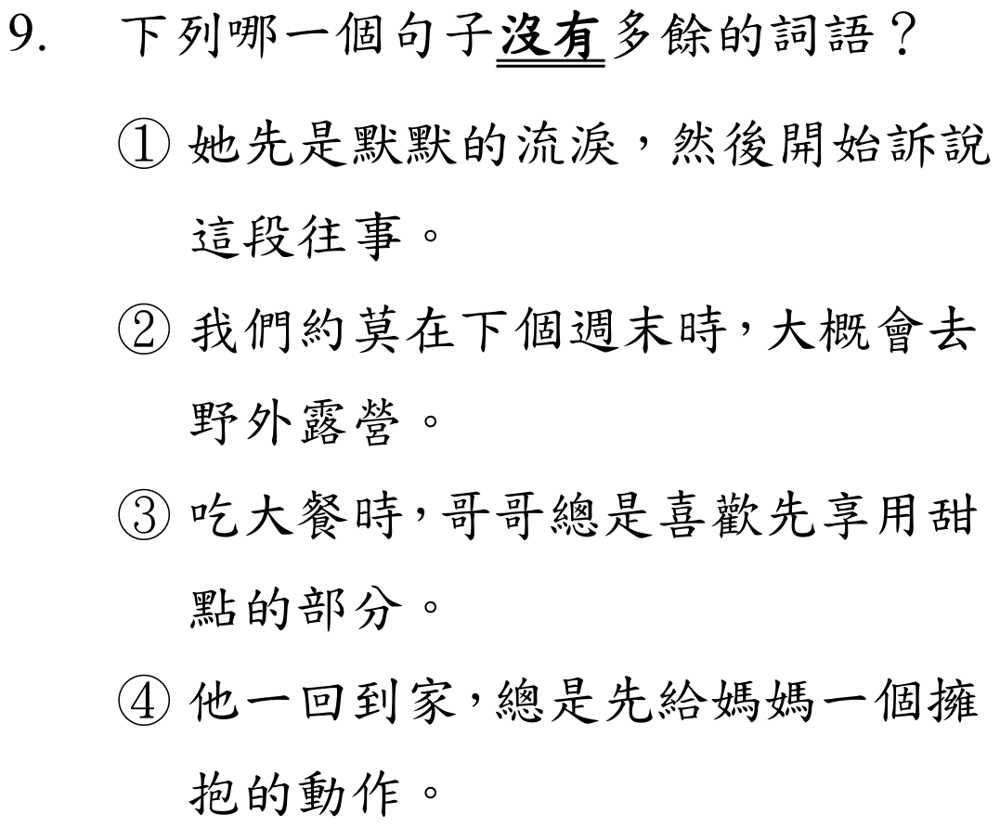 9. 下列哪一個句子沒有多餘的詞語？
① 她先是默默的流淚，然後開始訴說
這段往事。
② 我們約莫在下個週末時，大概會去
野外露營。
③ 吃大餐時，哥哥總是喜歡先享用甜
點的部分。
④ 他一回到家，總是先給媽媽一個擁
抱的動作。